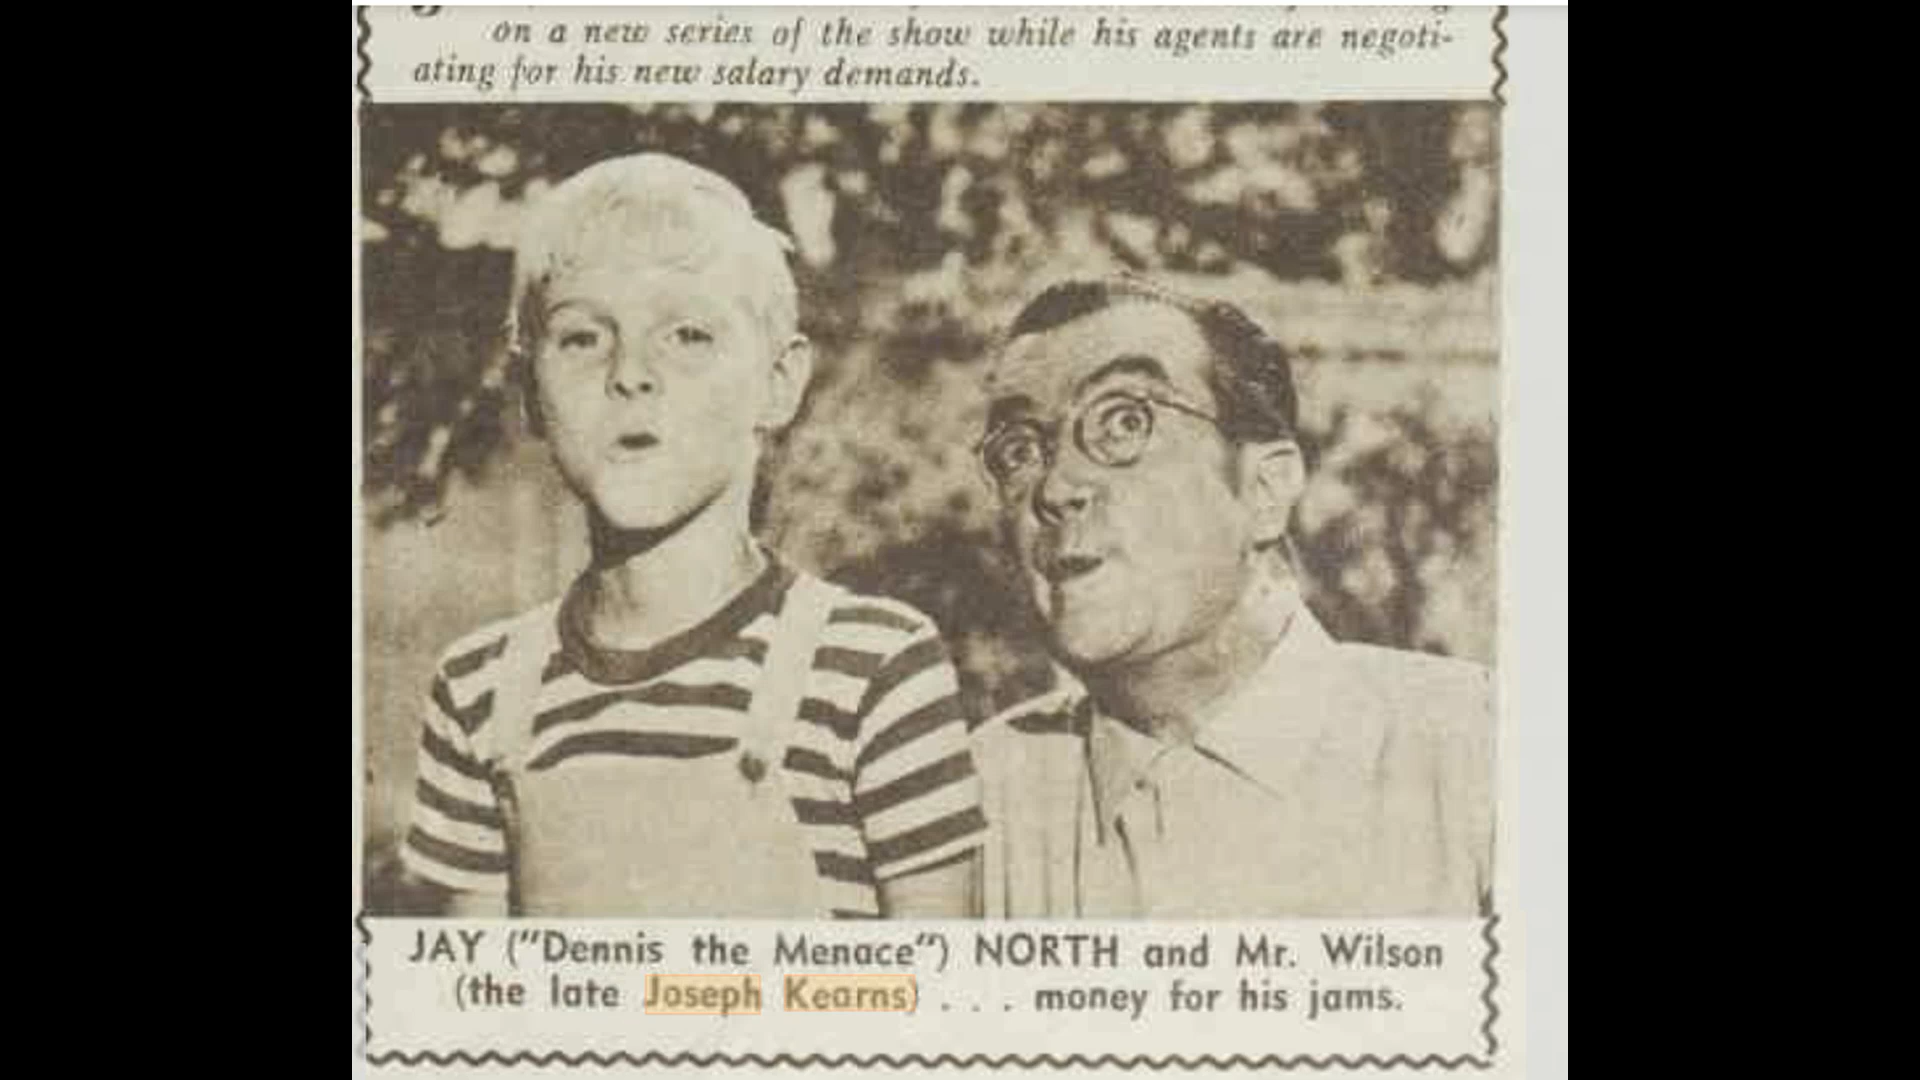 on a new series of the show while his agents are negoti-
ating for his new salary demands.
JAY ("Dennis the Menace") NORTH and Mr. Wilson
(the late Joseph Kearns) . . . money for his jams.